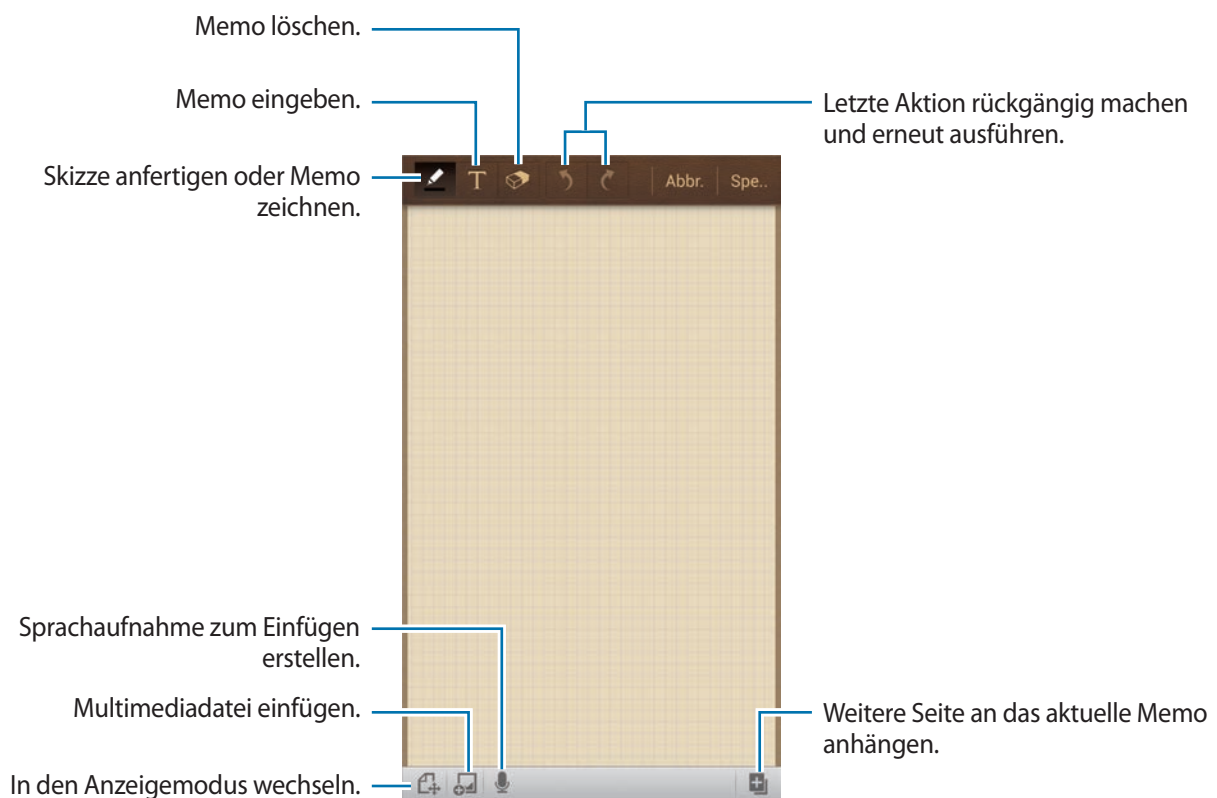 Memo löschen.
Memo eingeben.
Letzte Aktion rückgängig machen
und erneut ausführen.
Skizze anfertigen oder Memo
zeichnen.
T
Abbr.
Spe..
Sprachaufnahme zum Einfügen
erstellen.
Multimediadatei einfügen.
Weitere Seite an das aktuelle Memo
anhängen.
In den Anzeigemodus wechseln.